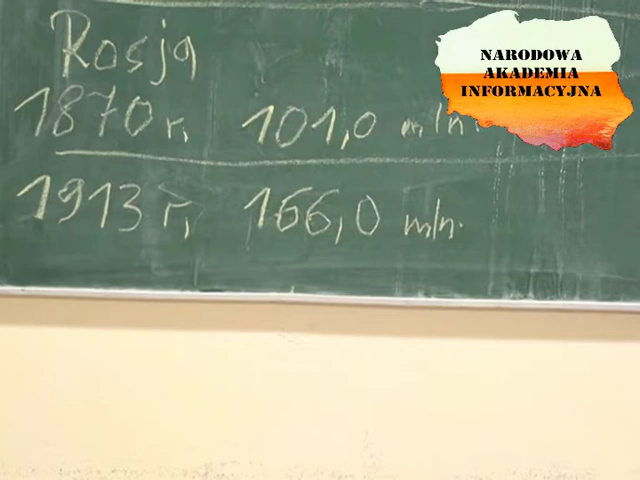 Rosja
1870 r. 101,0 mln.
1913 r. 166,0 mln.
NARODOWA
AKADEMIA
INFORMACYJNA